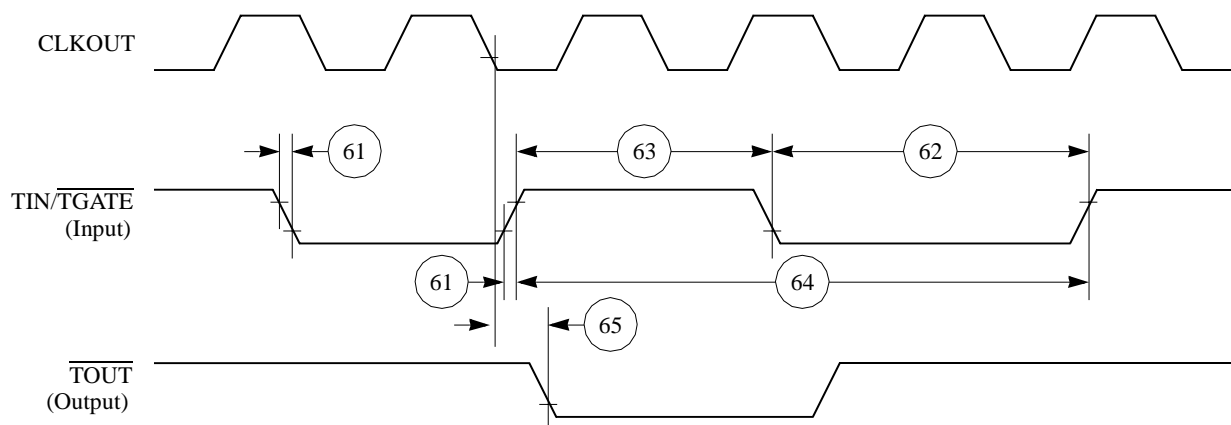 CLKOUT
61
63
62
TIN/TGATE
(Input)
61
64
65
TOUT
(Output)